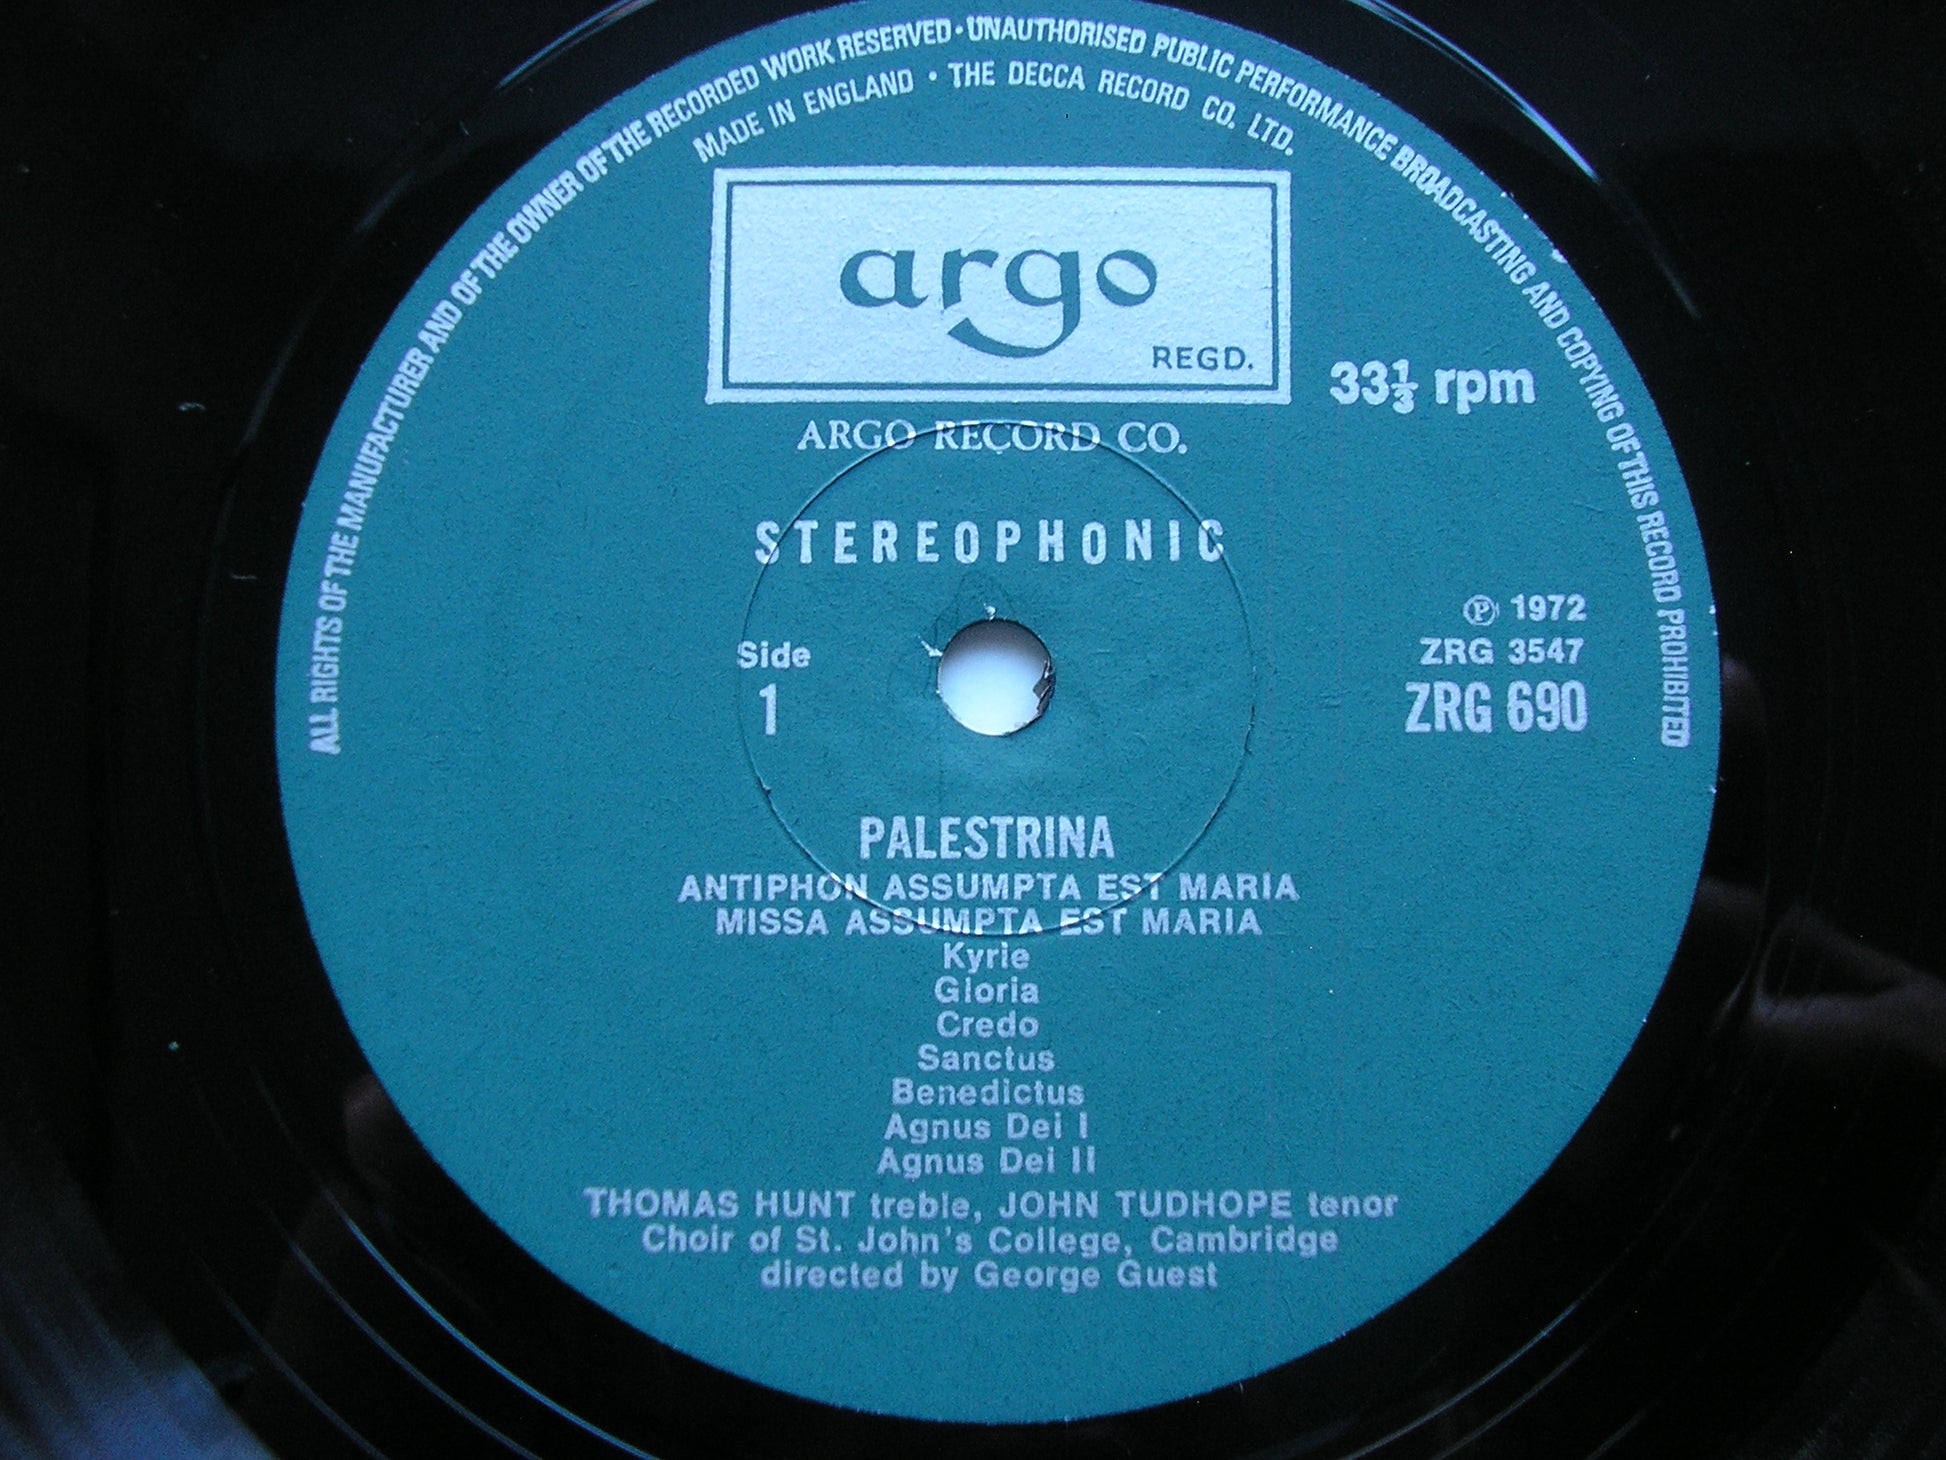 ALL RIGHTS OF THE MANUFACTURER AND OF THE OWNER OF THE RECORDED WORK RESERVED • UNAUTHORISED PUBLIC PERFORMANCE BROADCASTING AND COPYING OF THIS RECORD PROHIBITED
MADE IN ENGLAND • THE DECCA RECORD CO. LTD.
argo
REGD.
33⅓ rpm
ARGO RECORD CO.
STEREOPHONIC
℗ 1972
Side
ZRG 3547
1
ZRG 690
PALESTRINA
ANTIPHON ASSUMPTA EST MARIA
MISSA ASSUMPTA EST MARIA
Kyrie
Gloria
Credo
Sanctus
Benedictus
Agnus Dei I
Agnus Dei II
THOMAS HUNT treble, JOHN TUDHOPE tenor
Choir of St. John's College, Cambridge
directed by George Guest